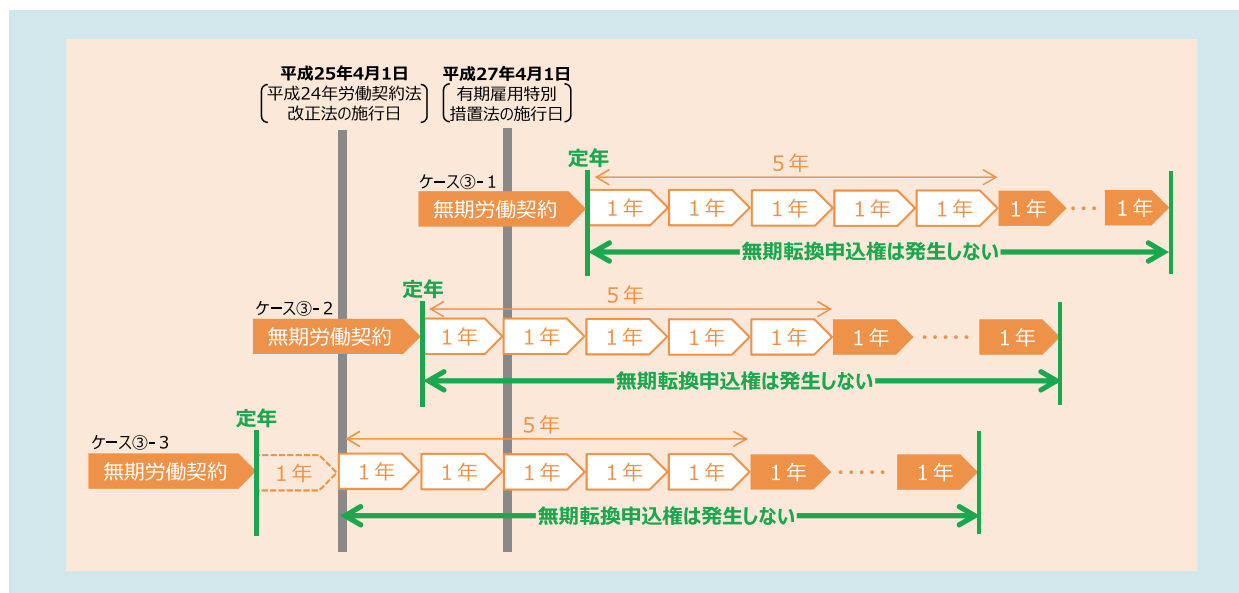 平成25年4月1日
平成24年労働契約法
改正法の施行日
平成27年4月1日
有期雇用特別
措置法の施行日
ケース③-1
定年
5年
無期労働契約
1年 1年 1年 1年 1年 1年 ・・・ 1年
無期転換申込権は発生しない
ケース③-2
定年
5年
無期労働契約
1年 1年 1年 1年 1年 1年 ・・・・・ 1年
無期転換申込権は発生しない
ケース③-3
定年
5年
無期労働契約
1年 1年 1年 1年 1年 1年 1年 ・・・・・ 1年
無期転換申込権は発生しない